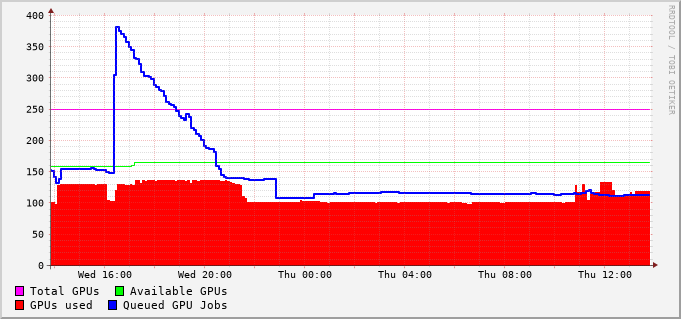 400
350
300
250
200
150
100
50
0
Wed 16:00 Wed 20:00 Thu 00:00 Thu 04:00 Thu 08:00 Thu 12:00
Total GPUs Available GPUs
GPUs used Queued GPU Jobs
RRDTOOL / TOBI OETIKER